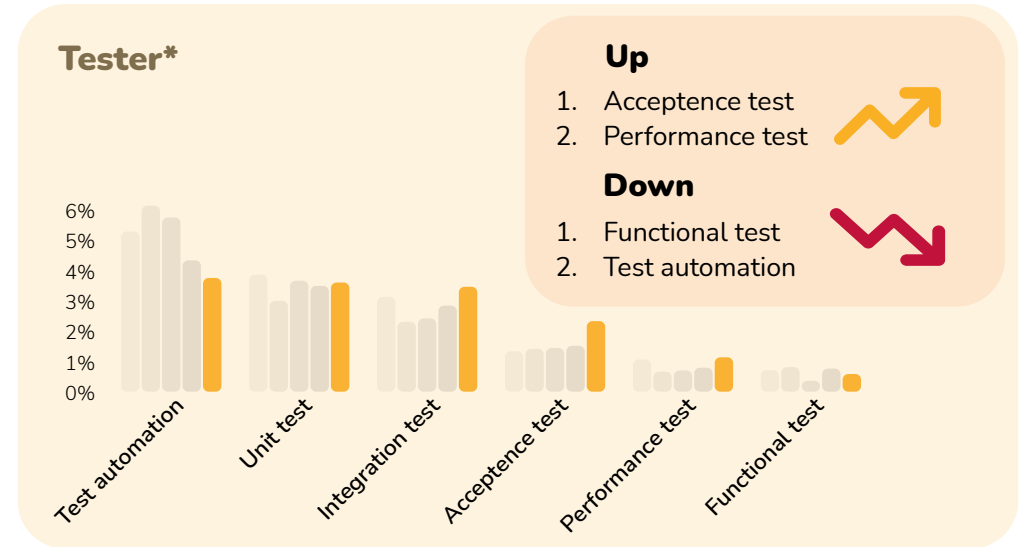 Tester*
Up
1. Acceptence test
2. Performance test
Down
1. Functional test
2. Test automation
6%
5%
4%
3%
2%
1%
0%
Test automation
Unit test
Integration test
Acceptence test
Performance test
Functional test